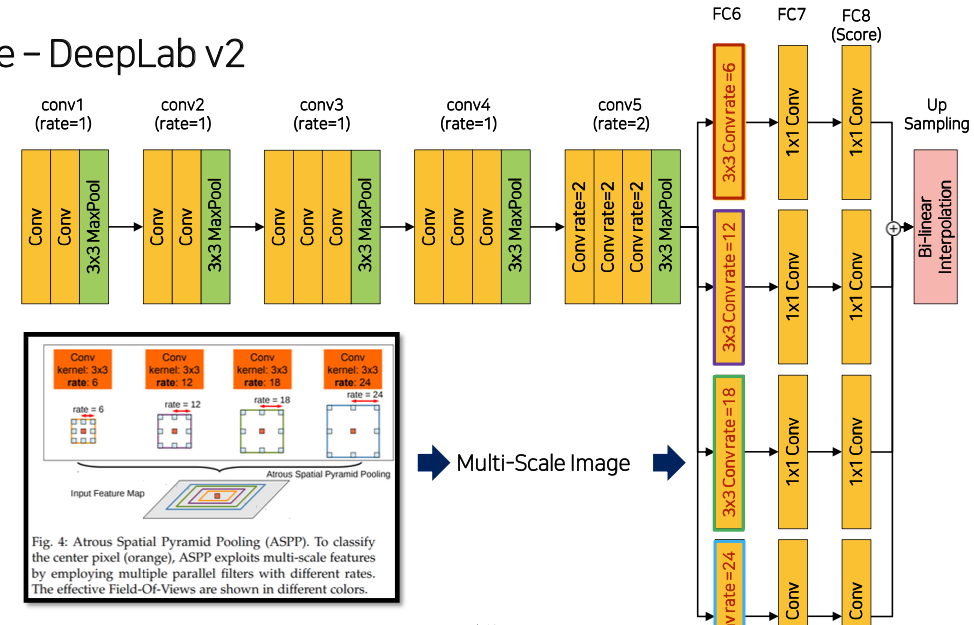 e – DeepLab v2
conv1
(rate=1)
conv2
(rate=1)
conv3
(rate=1)
conv4
(rate=1)
conv5
(rate=2)
FC6
FC7
FC8
(Score)
Up
Sampling
Conv
Conv
3x3 MaxPool
Conv
Conv
3x3 MaxPool
Conv
Conv
Conv
3x3 MaxPool
Conv
Conv
Conv
3x3 MaxPool
Conv rate=2
Conv rate=2
Conv rate=2
3x3 MaxPool
3x3 Conv rate=6
1x1 Conv
1x1 Conv
3x3 Conv rate=12
1x1 Conv
1x1 Conv
3x3 Conv rate=18
1x1 Conv
1x1 Conv
rate=24
Conv
Conv
+
Bi-linear
Interpolation
Conv
kernel: 3x3
rate: 6
Conv
kernel: 3x3
rate: 12
Conv
kernel: 3x3
rate: 18
Conv
kernel: 3x3
rate: 24
rate = 6
rate = 12
rate = 18
rate = 24
Atrous Spatial Pyramid Pooling
Input Feature Map
Fig. 4: Atrous Spatial Pyramid Pooling (ASPP). To classify
the center pixel (orange), ASPP exploits multi-scale features
by employing multiple parallel filters with different rates.
The effective Field-Of-Views are shown in different colors.
Multi-Scale Image